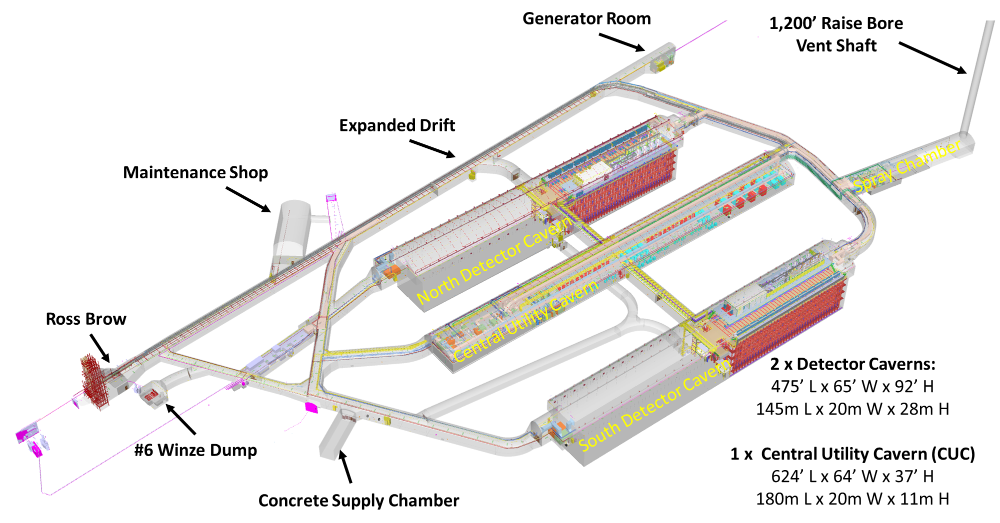 Generator Room
1,200’ Raise Bore
Vent Shaft
Expanded Drift
Maintenance Shop
Spray Chamber
North Detector Cavern
Central Utility Cavern
Ross Brow
South Detector Cavern
2 x Detector Caverns:
475’ L x 65’ W x 92’ H
145m L x 20m W x 28m H
#6 Winze Dump
1 x  Central Utility Cavern (CUC)
624’ L x 64’ W x 37’ H
180m L x 20m W x 11m H
Concrete Supply Chamber